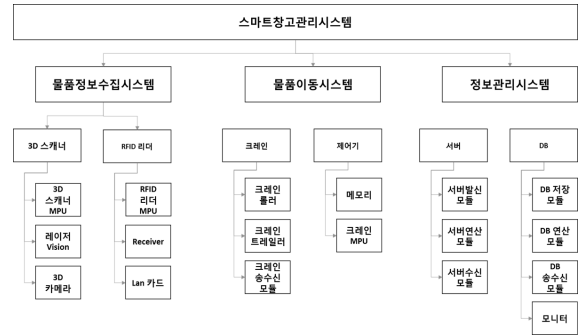 스마트창고관리시스템
물품정보수집시스템
물품이동시스템
정보관리시스템
3D 스캐너
RFID 리더
크레인
제어기
서버
DB
3D
스캐너
MPU
레이저
Vision
3D
카메라
RFID
리더
MPU
Receiver
Lan 카드
크레인
롤러
크레인
트레일러
크레인
송수신
모듈
메모리
크레인
MPU
서버발신
모듈
서버연산
모듈
서버수신
모듈
DB 저장
모듈
DB 연산
모듈
DB
송수신
모듈
모니터